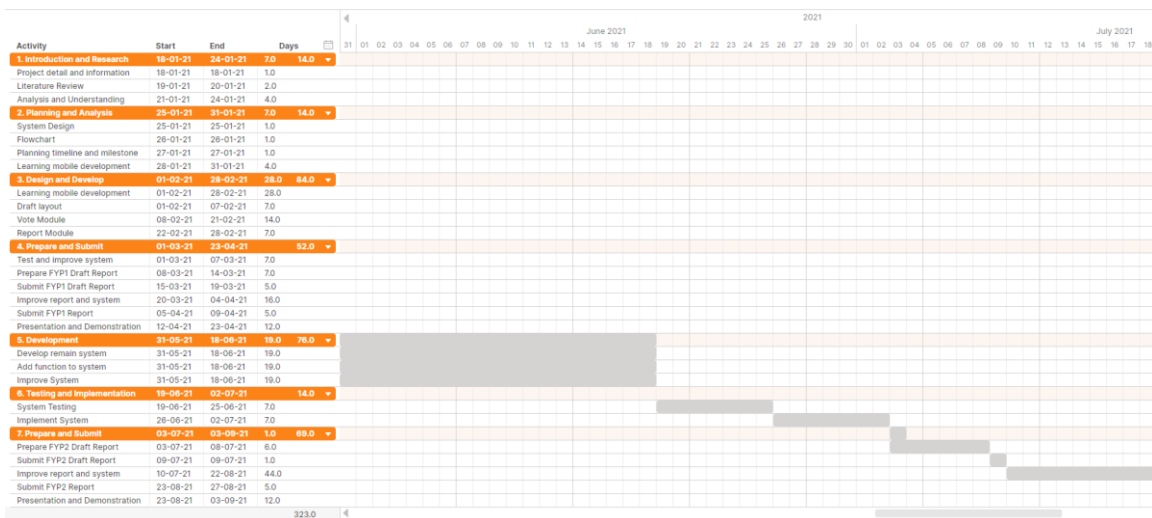 2021
June 2021 July 2021
Activity Start End Days 31 01 02 03 04 05 06 07 08 09 10 11 12 13 14 15 16 17 18 19 20 21 22 23 24 25 26 27 28 29 30 01 02 03 04 05 06 07 08 09 10 11 12 13 14 15 16 17 18
1. Introduction and Research 18-01-21 24-01-21 7.0 14.0
Project detail and information 18-01-21 18-01-21 1.0
Literature Review 19-01-21 20-01-21 2.0
Analysis and Understanding 21-01-21 24-01-21 4.0
2. Planning and Analysis 25-01-21 31-01-21 7.0 14.0
System Design 25-01-21 25-01-21 1.0
Flowchart 26-01-21 26-01-21 1.0
Planning timeline and milestone 27-01-21 27-01-21 1.0
Learning mobile development 28-01-21 31-01-21 4.0
3. Design and Develop 01-02-21 28-02-21 28.0 84.0
Learning mobile development 01-02-21 28-02-21 28.0
Draft layout 01-02-21 07-02-21 7.0
Vote Module 08-02-21 21-02-21 14.0
Report Module 22-02-21 28-02-21 7.0
4. Prepare and Submit 01-03-21 23-04-21 52.0
Test and improve system 01-03-21 07-03-21 7.0
Prepare FYP1 Draft Report 08-03-21 14-03-21 7.0
Submit FYP1 Draft Report 15-03-21 19-03-21 5.0
Improve report and system 20-03-21 04-04-21 16.0
Submit FYP1 Report 05-04-21 09-04-21 5.0
Presentation and Demonstration 12-04-21 23-04-21 12.0
5. Development 31-05-21 18-06-21 19.0 76.0
Develop remain system 31-05-21 18-06-21 19.0
Add function to system 31-05-21 18-06-21 19.0
Improve System 31-05-21 18-06-21 19.0
6. Testing and Implementation 19-06-21 02-07-21 14.0
System Testing 19-06-21 25-06-21 7.0
Implement System 26-06-21 02-07-21 7.0
7. Prepare and Submit 03-07-21 03-09-21 1.0 69.0
Prepare FYP2 Draft Report 03-07-21 08-07-21 6.0
Submit FYP2 Draft Report 09-07-21 09-07-21 1.0
Improve report and system 10-07-21 22-08-21 44.0
Submit FYP2 Report 23-08-21 27-08-21 5.0
Presentation and Demonstration 23-08-21 03-09-21 12.0
323.0